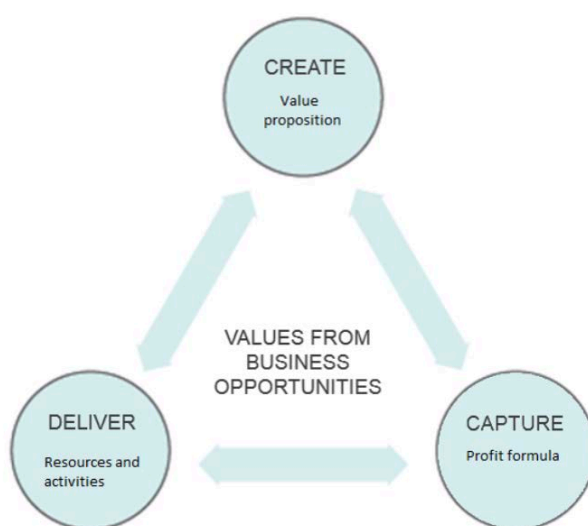 CREATE
Value
proposition
VALUES FROM
BUSINESS
OPPORTUNITIES
DELIVER
Resources and
activities
CAPTURE
Profit formula